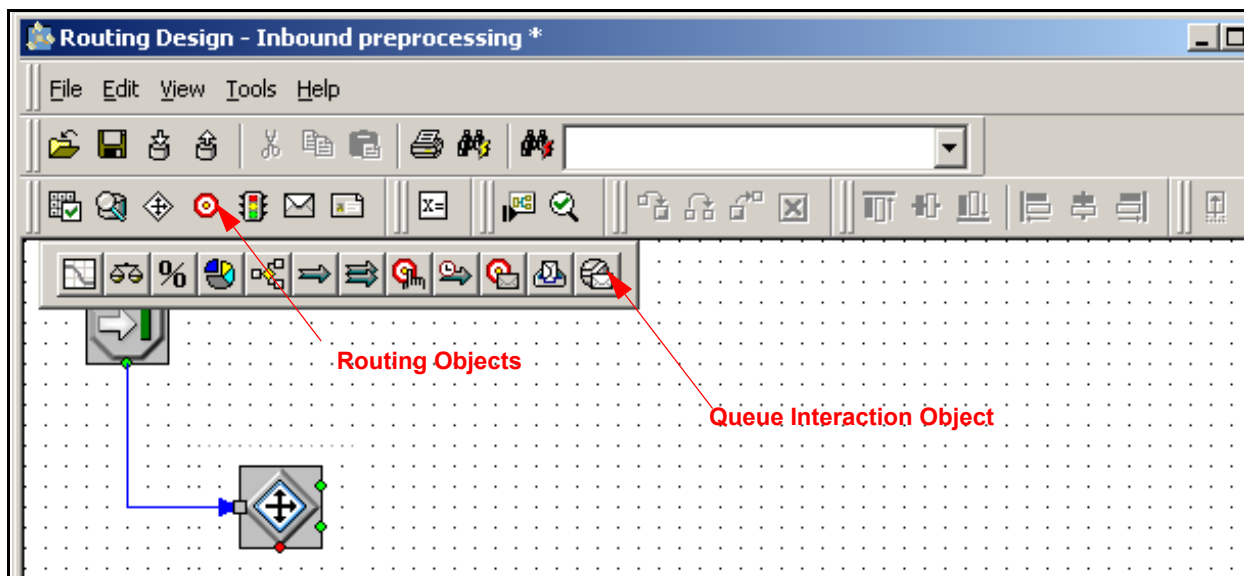 Routing Design - Inbound preprocessing *
File Edit View Tools Help
X=
%
Routing Objects
Queue Interaction Object